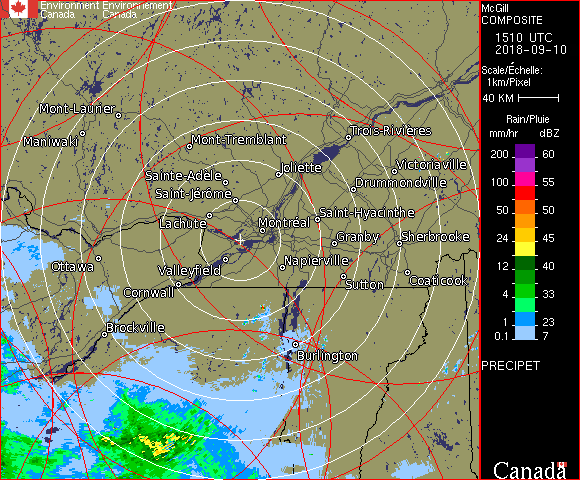 Environment Environnement
Canada Canada
McGill
COMPOSITE
1510 UTC
2018-09-10
Scale/Échelle:
1km/Pixel
40 KM
Rain/Pluie
mm/hr dBZ
200 60
100 55
50 50
24 45
12 40
4 33
1 23
0.1 7
PRECIPET
Canada
Mont-Laurier
Maniwaki
Mont-Tremblant
Trois-Rivières
Sainte-Adèle
Joliette
Victoriaville
Saint-Jérôme
Drummondville
Lachute
Montréal
Saint-Hyacinthe
Granby
Sherbrooke
Ottawa
Valleyfield
Napierville
Cornwall
Sutton
Coaticook
Brockville
Burlington